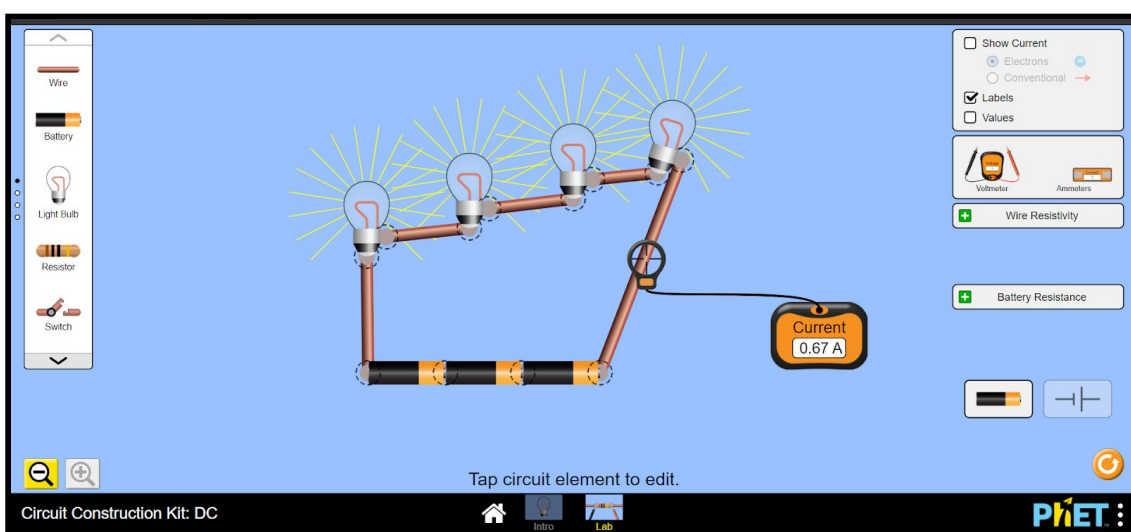 Wire
Battery
Light Bulb
Resistor
Switch
Current
0.67 A
Show Current
Electrons
Conventional
Labels
Values
Voltmeter
Ammeters
Wire Resistivity
Battery Resistance
Tap circuit element to edit.
Circuit Construction Kit: DC
Intro
Lab
PhET